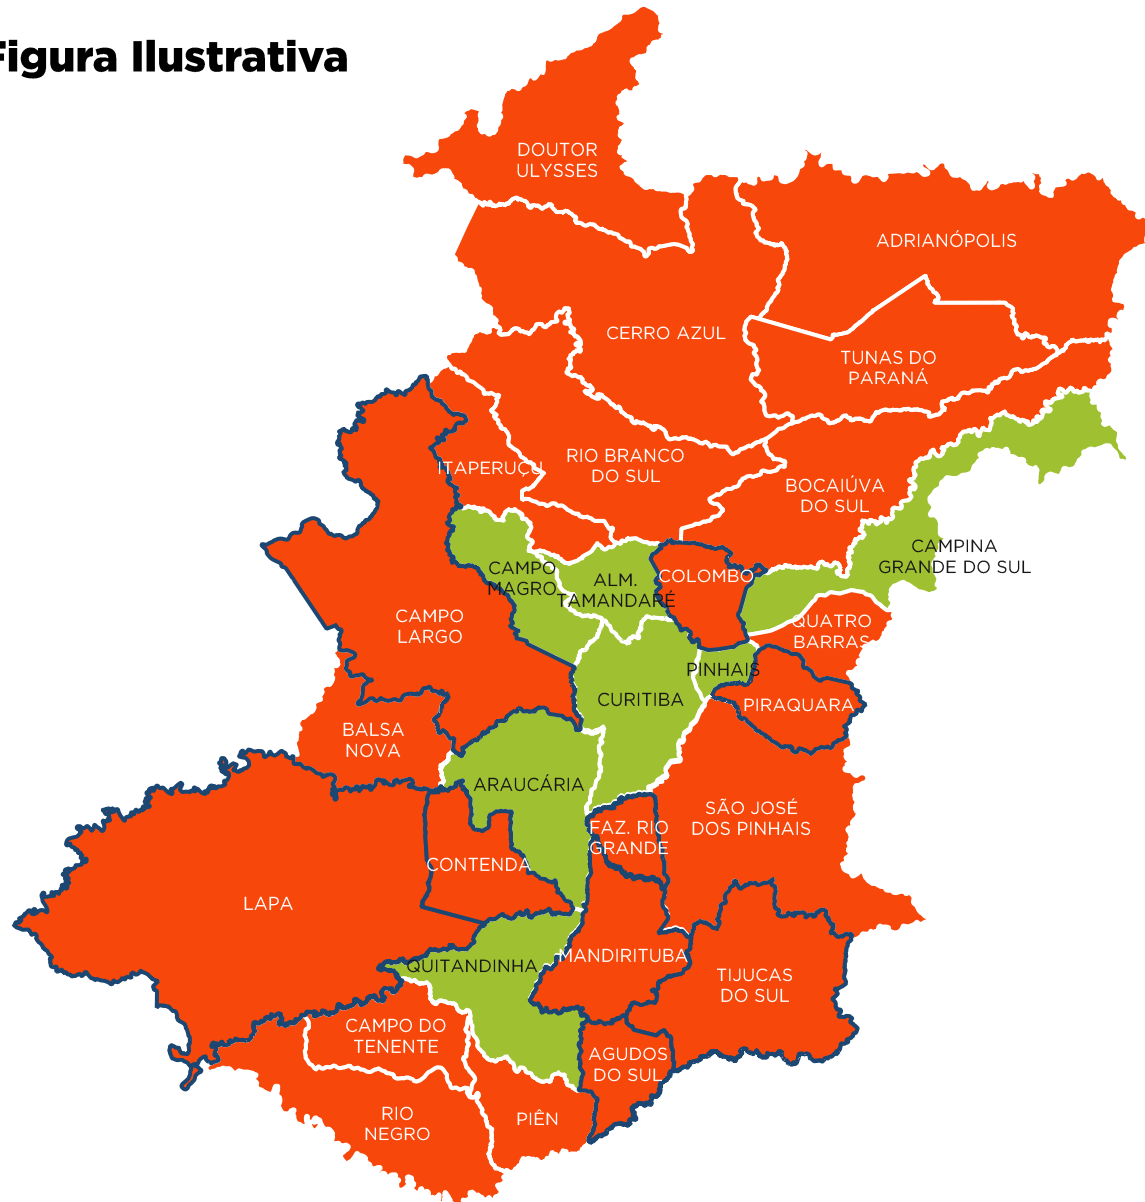 Figura Ilustrativa
DOUTOR
ULYSSES
ADRIANÓPOLIS
CERRO AZUL
TUNAS DO
PARANÁ
ITAPERUÇU
RIO BRANCO
DO SUL
BOCAIÚVA
DO SUL
CAMPINA
GRANDE DO SUL
CAMPO
MAGRO
ALM.
TAMANDARÉ
COLOMBO
CAMPO
LARGO
QUATRO
BARRAS
PINHAIS
CURITIBA
PIRAQUARA
BALSA
NOVA
ARAUCÁRIA
SÃO JOSÉ
DOS PINHAIS
FAZ. RIO
GRANDE
CONTENDA
LAPA
QUITANDINHA
MANDIRITUBA
TIJUCAS
DO SUL
CAMPO DO
TENENTE
AGUDOS
DO SUL
RIO
NEGRO
PIÊN